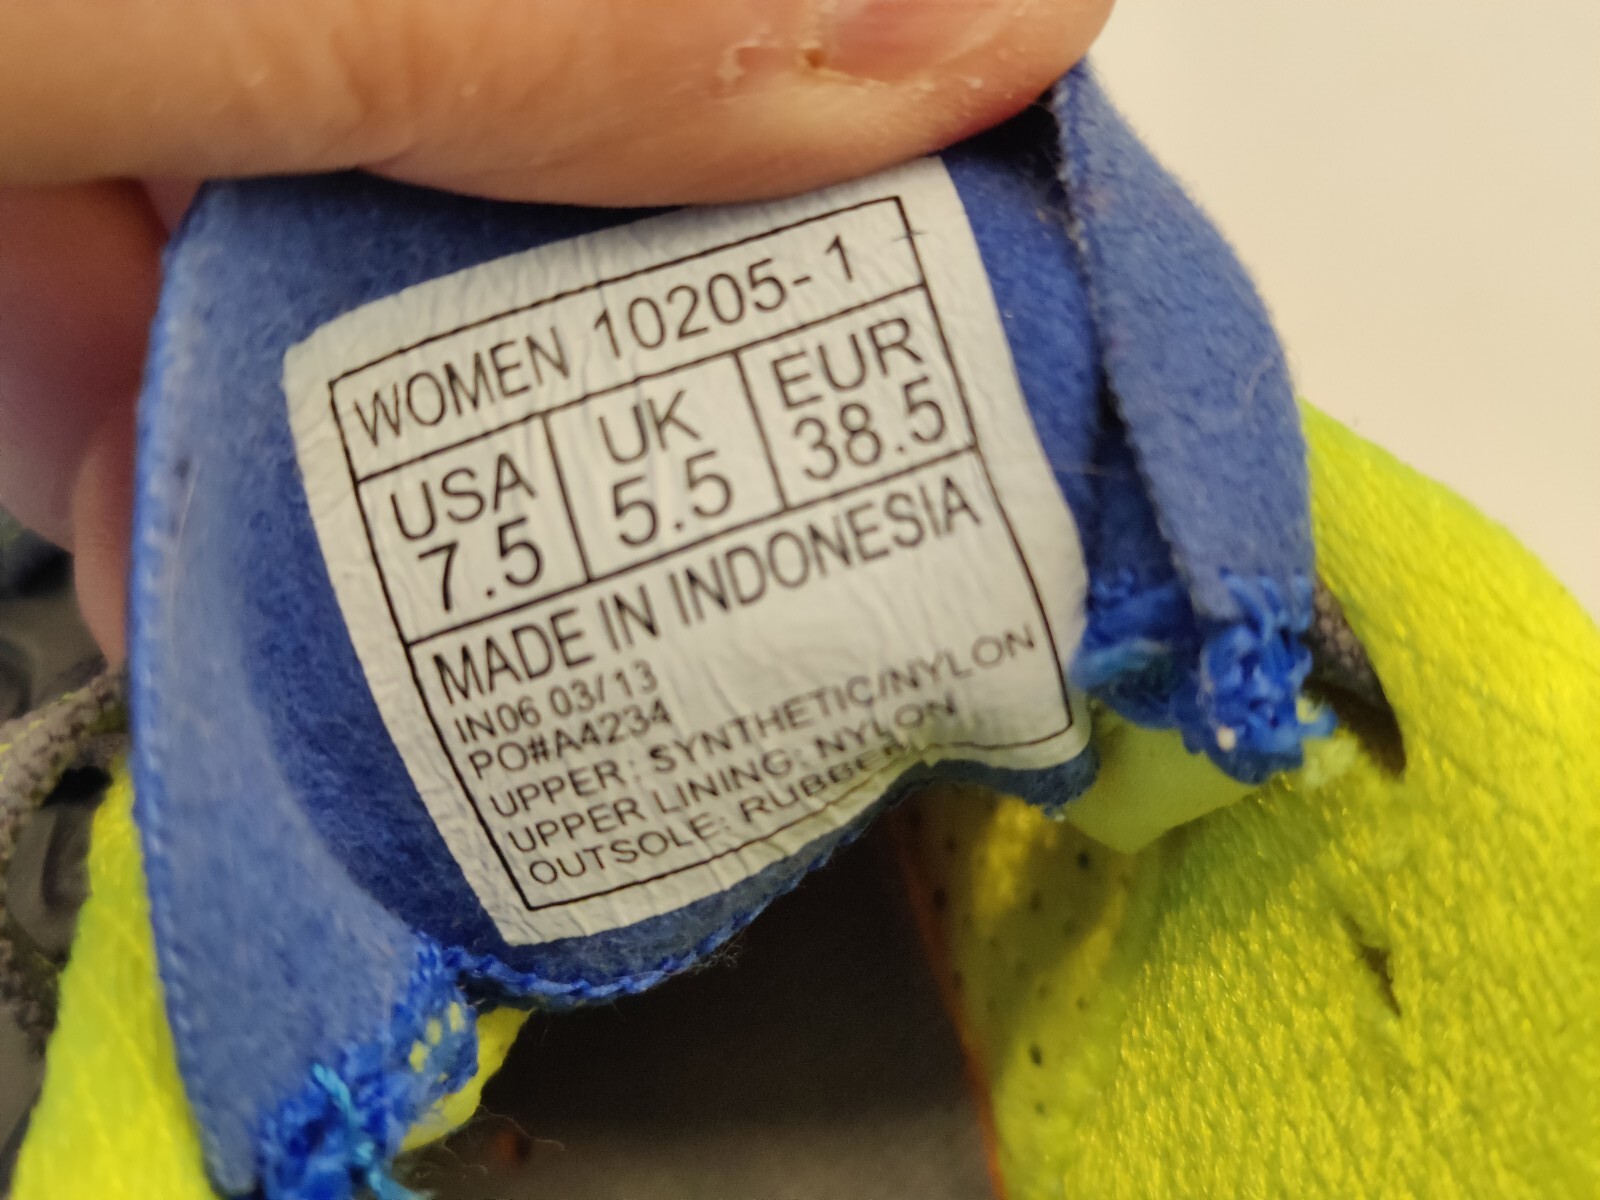 WOMEN 10205-1
USA UK EUR
7.5 5.5 38.5
MADE IN INDONESIA
IN06 03/13
PO#A4234
UPPER: SYNTHETIC/NYLON
UPPER LINING: NYLON
OUTSOLE: RUBBER